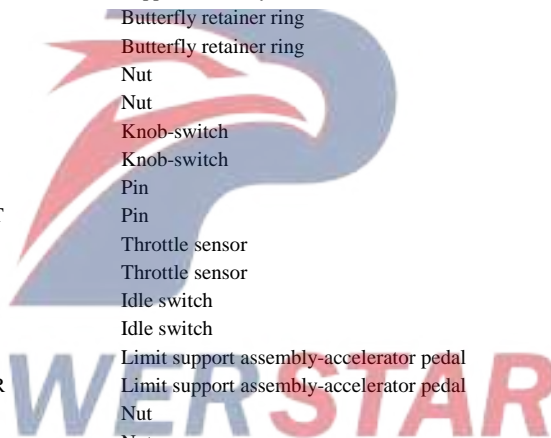 Butterfly retainer ring
Butterfly retainer ring
Nut
Nut
Knob-switch
Knob-switch
Pin
T Pin
Throttle sensor
Throttle sensor
Idle switch
Idle switch
Limit support assembly-accelerator pedal
R Limit support assembly-accelerator pedal
Nut
WERSTAR